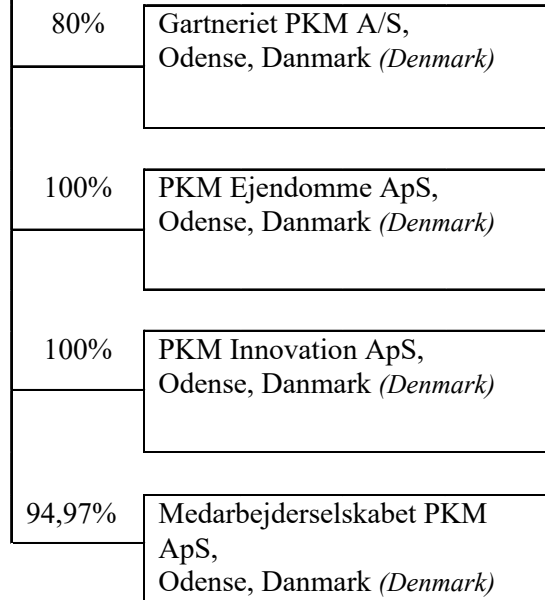 80%
Gartneriet PKM A/S,
Odense, Danmark (Denmark)
100%
PKM Ejendomme ApS,
Odense, Danmark (Denmark)
100%
PKM Innovation ApS,
Odense, Danmark (Denmark)
94,97%
Medarbejderselskabet PKM
ApS,
Odense, Danmark (Denmark)